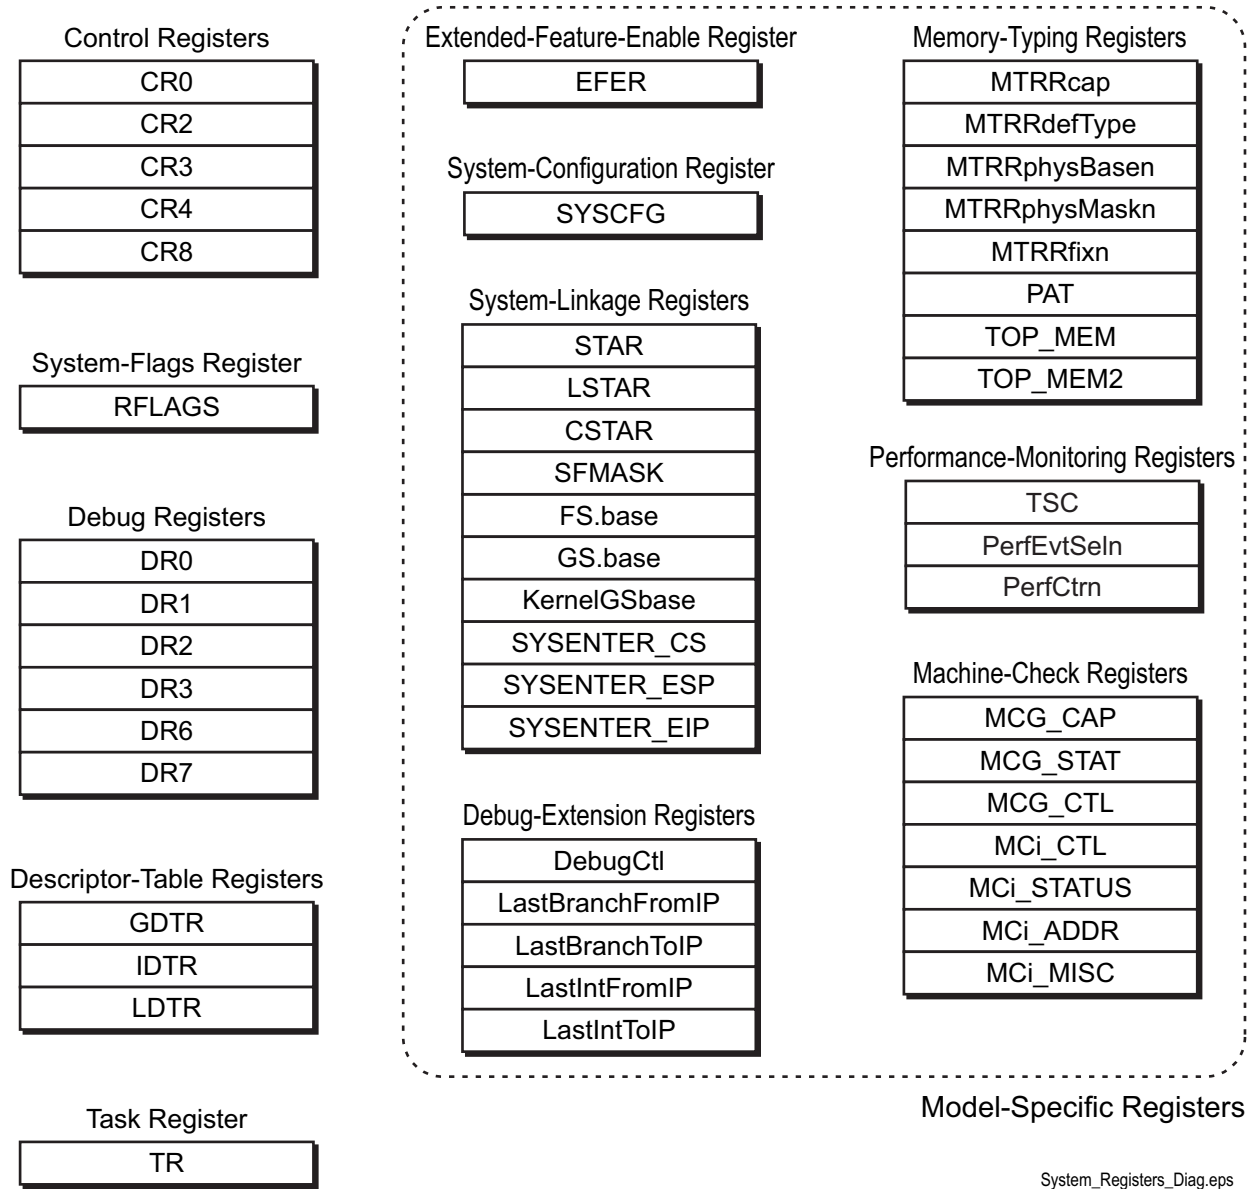 Control Registers
CR0
CR2
CR3
CR4
CR8
System-Flags Register
RFLAGS
Debug Registers
DR0
DR1
DR2
DR3
DR6
DR7
Descriptor-Table Registers
GDTR
IDTR
LDTR
Task Register
TR
Extended-Feature-Enable Register
EFER
System-Configuration Register
SYSCFG
System-Linkage Registers
STAR
LSTAR
CSTAR
SFMASK
FS.base
GS.base
KernelGSbase
SYSENTER_CS
SYSENTER_ESP
SYSENTER_EIP
Debug-Extension Registers
DebugCtl
LastBranchFromIP
LastBranchToIP
LastIntFromIP
LastIntToIP
Memory-Typing Registers
MTRRcap
MTRRdefType
MTRRphysBasen
MTRRphysMaskn
MTRRfixn
PAT
TOP_MEM
TOP_MEM2
Performance-Monitoring Registers
TSC
PerfEvtSeln
PerfCtrn
Machine-Check Registers
MCG_CAP
MCG_STAT
MCG_CTL
MCi_CTL
MCi_STATUS
MCi_ADDR
MCi_MISC
Model-Specific Registers
System_Registers_Diag.eps